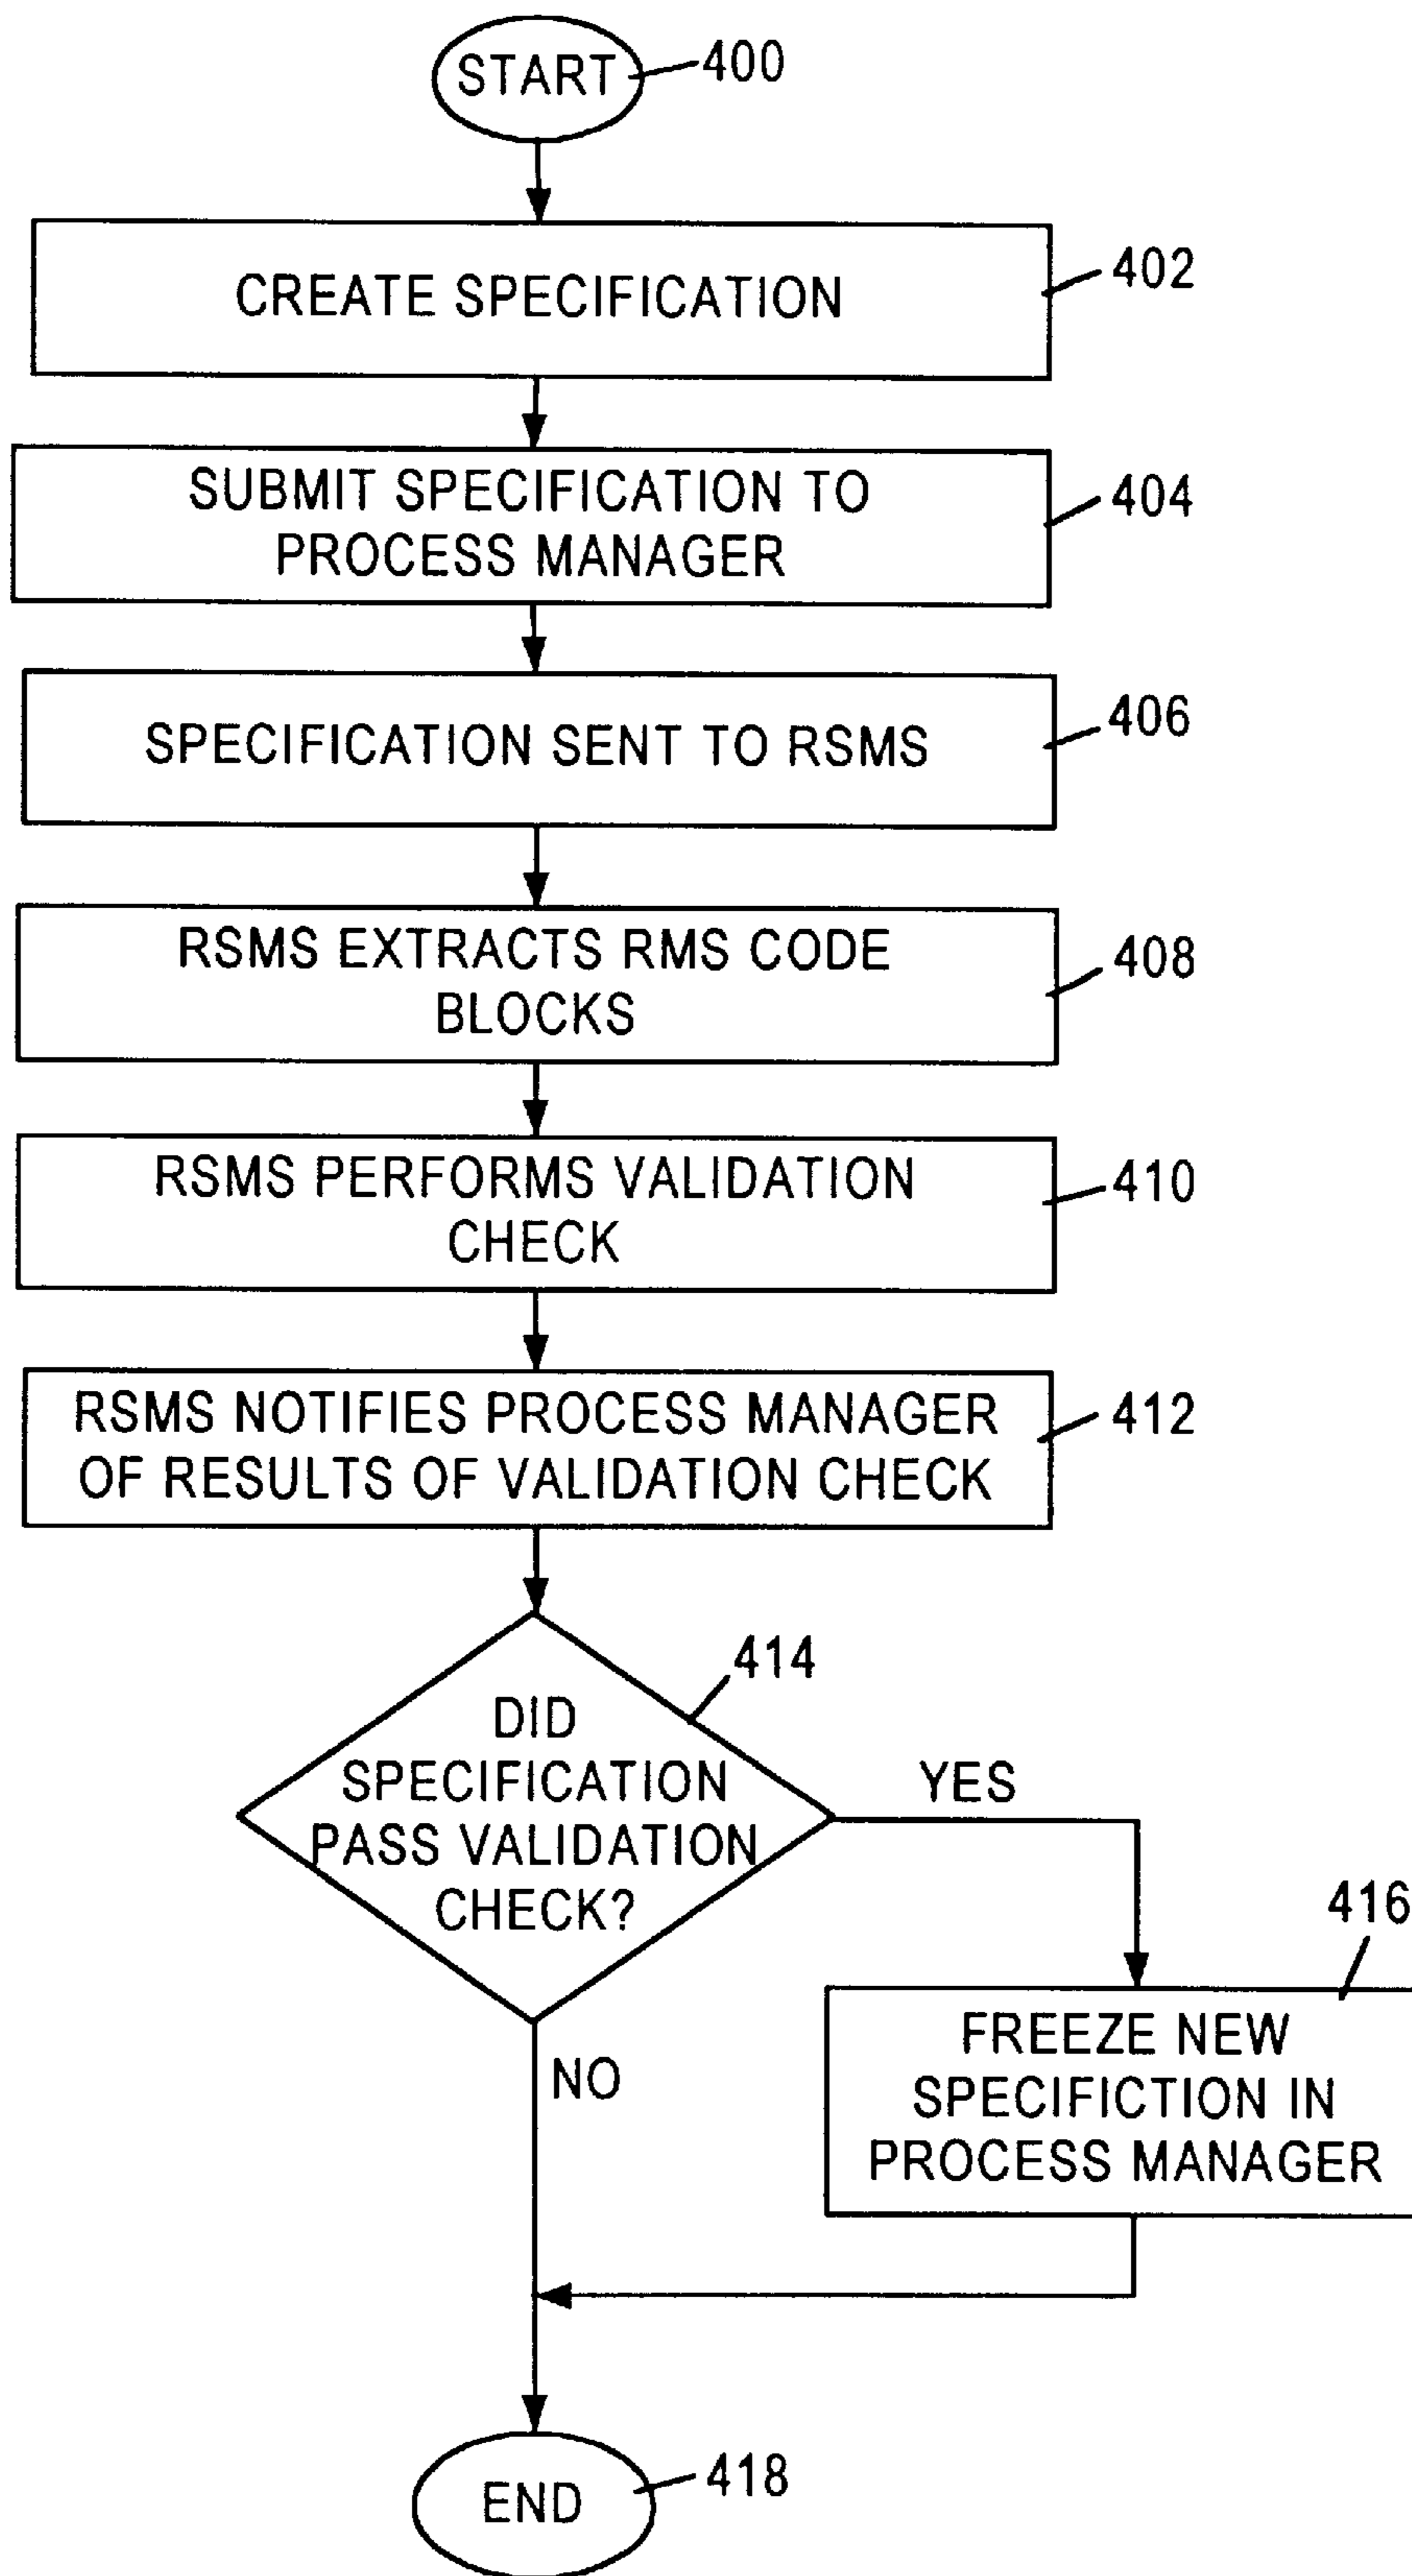 START
400
CREATE SPECIFICATION
402
SUBMIT SPECIFICATION TO
PROCESS MANAGER
404
SPECIFICATION SENT TO RSMS
406
RSMS EXTRACTS RMS CODE
BLOCKS
408
RSMS PERFORMS VALIDATION
CHECK
410
RSMS NOTIFIES PROCESS MANAGER
OF RESULTS OF VALIDATION CHECK
412
414
DID
SPECIFICATION
PASS VALIDATION
CHECK?
YES
NO
416
FREEZE NEW
SPECIFICTION IN
PROCESS MANAGER
END
418